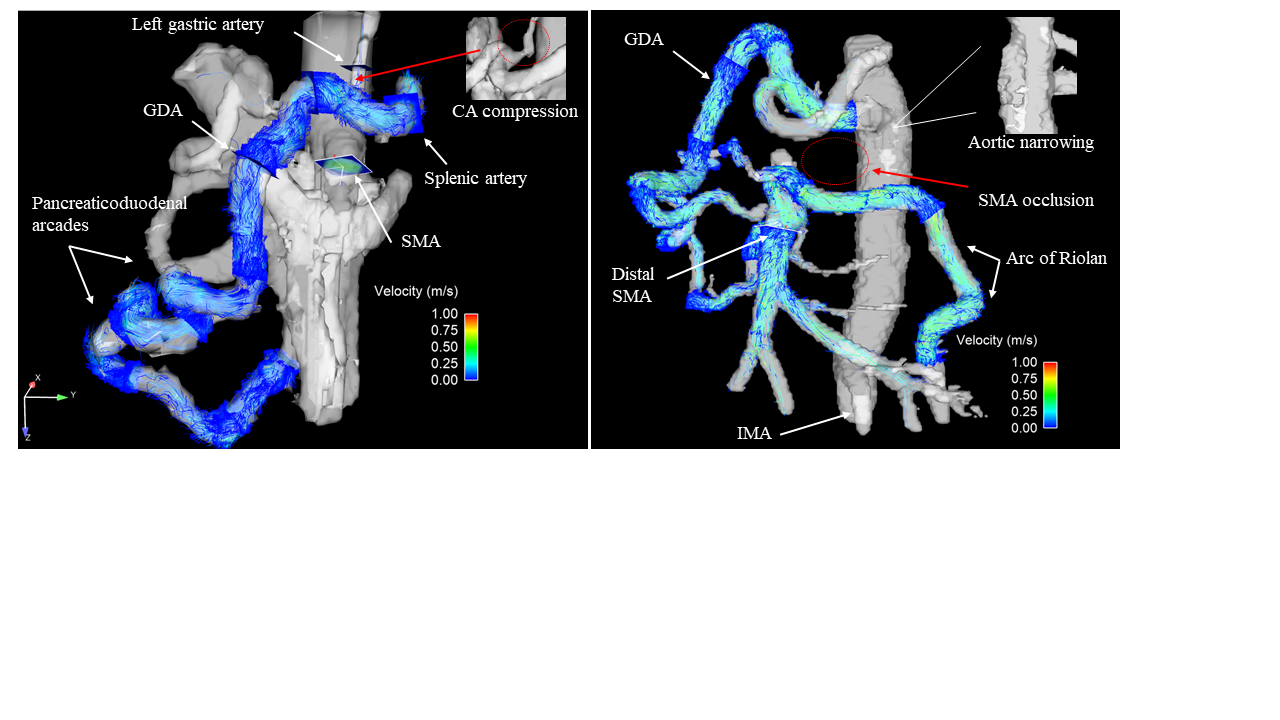 Left gastric artery
CA compression
GDA
Splenic artery
Pancreaticoduodenal
arcades
SMA
Velocity (m/s)
1.00
0.75
0.50
0.25
0.00
X
Y
Z
GDA
Aortic narrowing
SMA occlusion
Arc of Riolan
Distal
SMA
Velocity (m/s)
1.00
0.75
0.50
0.25
0.00
IMA